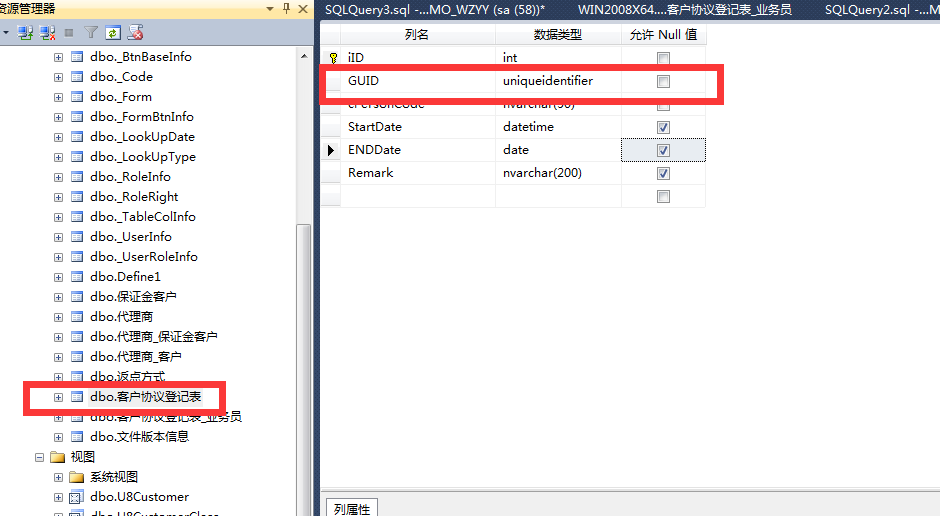 资源管理器
dbo._BtnBaseInfo
dbo._Code
dbo._Form
dbo._FormBtnInfo
dbo._LookUpDate
dbo._LookUpType
dbo._RoleInfo
dbo._RoleRight
dbo._TableColInfo
dbo._UserInfo
dbo._UserRoleInfo
dbo.Define1
dbo.保证金客户
dbo.代理商
dbo.代理商_保证金客户
dbo.代理商_客户
dbo.返点方式
dbo.客户协议登记表
dbo.客户协议登记表_业务员
dbo.文件版本信息
视图
系统视图
dbo.U8Customer
dbo.U8CustomerClass
SQLQuery3.sql -...MO_WZYY (sa (58))* WIN2008X64....客户协议登记表_业务员 SQLQuery2.sql -...M
列名 数据类型 允许 Null 值
iID int
GUID uniqueidentifier
cPersonCode nvarchar(50)
StartDate datetime
ENDDate date
Remark nvarchar(200)
列属性